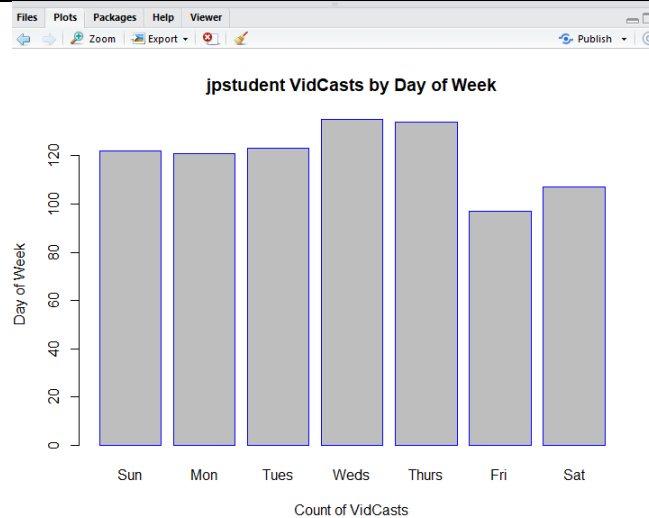 Files Plots Packages Help Viewer
Zoom Export Publish
jpstudent VidCasts by Day of Week
120
100
80
60
40
20
0
Day of Week
Sun Mon Tues Weds Thurs Fri Sat
Count of VidCasts